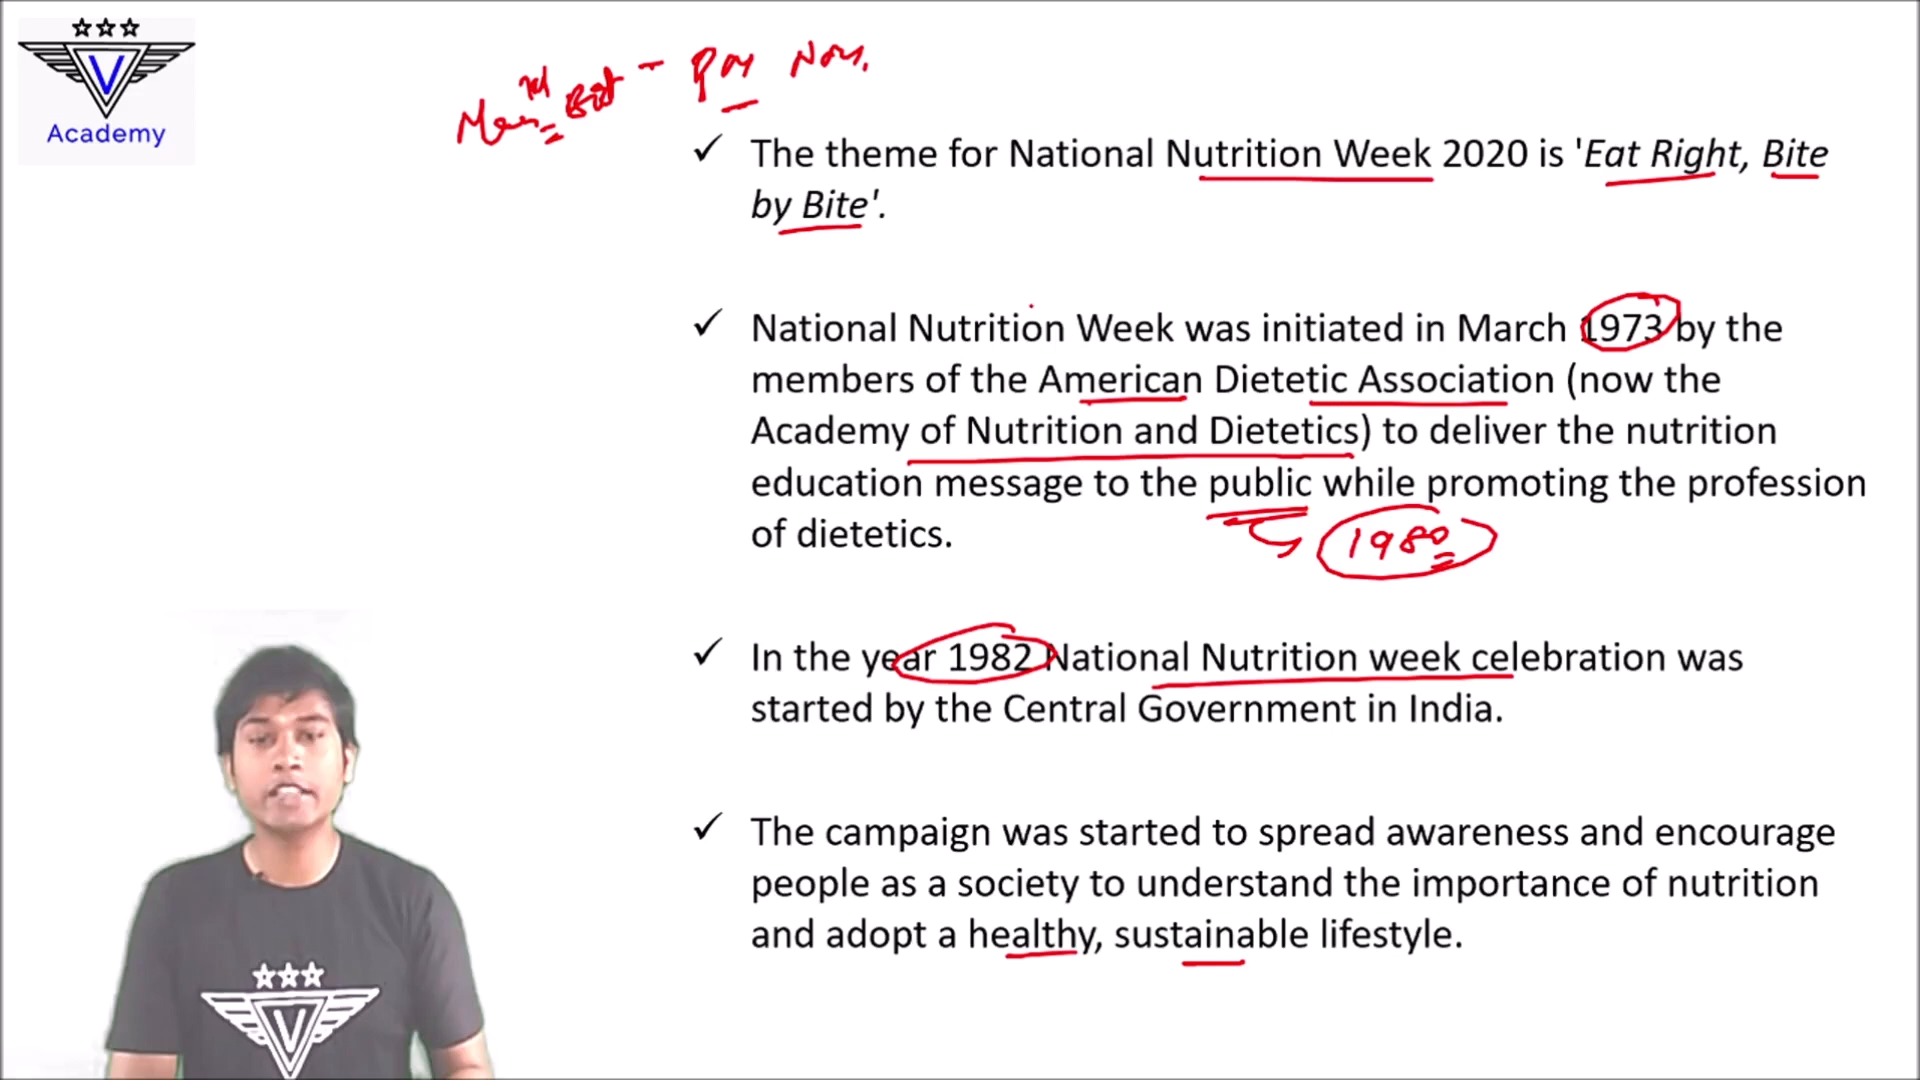 V
Academy
✓ The theme for National Nutrition Week 2020 is 'Eat Right, Bite
by Bite'.
✓ National Nutrition Week was initiated in March 1973 by the
members of the American Dietetic Association (now the
Academy of Nutrition and Dietetics) to deliver the nutrition
education message to the public while promoting the profession
of dietetics.
1980
✓ In the year 1982 National Nutrition week celebration was
started by the Central Government in India.
✓ The campaign was started to spread awareness and encourage
people as a society to understand the importance of nutrition
and adopt a healthy, sustainable lifestyle.
V